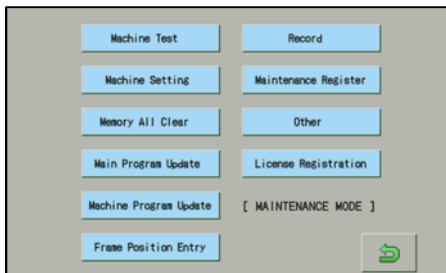 Machine Test
Record
Machine Setting
Maintenance Register
Memory All Clear
Other
Main Program Update
License Registration
Machine Program Update
[ MAINTENANCE MODE ]
Frame Position Entry